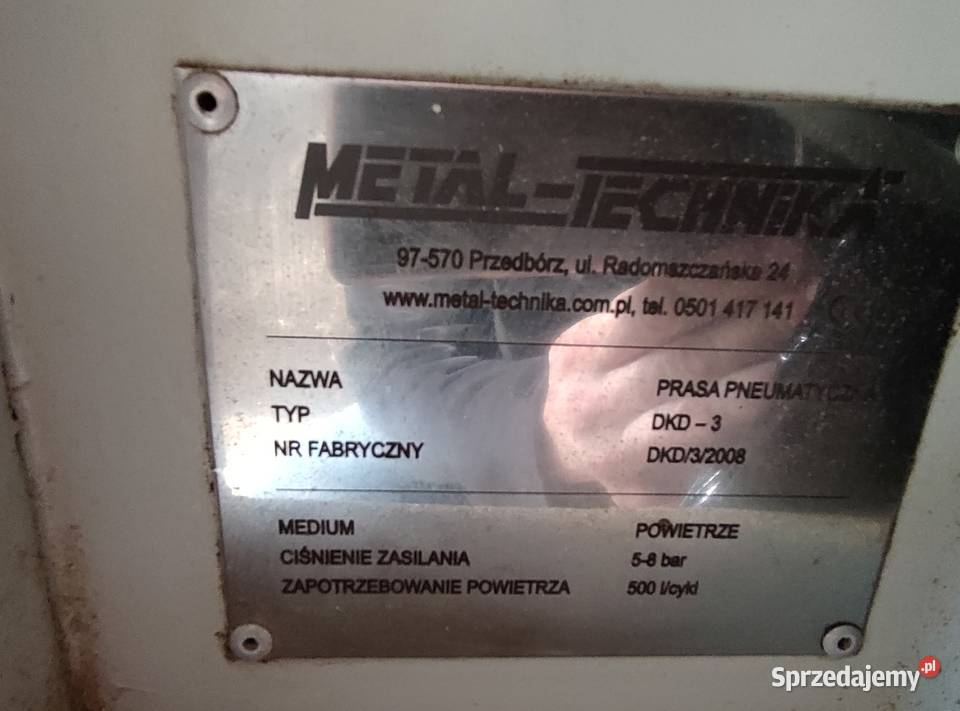 METAL-TECHNIKA
97-570 Przedbórz, ul. Radomszczańska 24
www.metal-technika.com.pl, tel. 0501 417 141 CE
NAZWA PRASA PNEUMATYCZNA
TYP DKD – 3
NR FABRYCZNY DKD/3/2008
MEDIUM POWIETRZE
CIŚNIENIE ZASILANIA 5-8 bar
ZAPOTRZEBOWANIE POWIETRZA 500 l/cykl
Sprzedajemy.pl